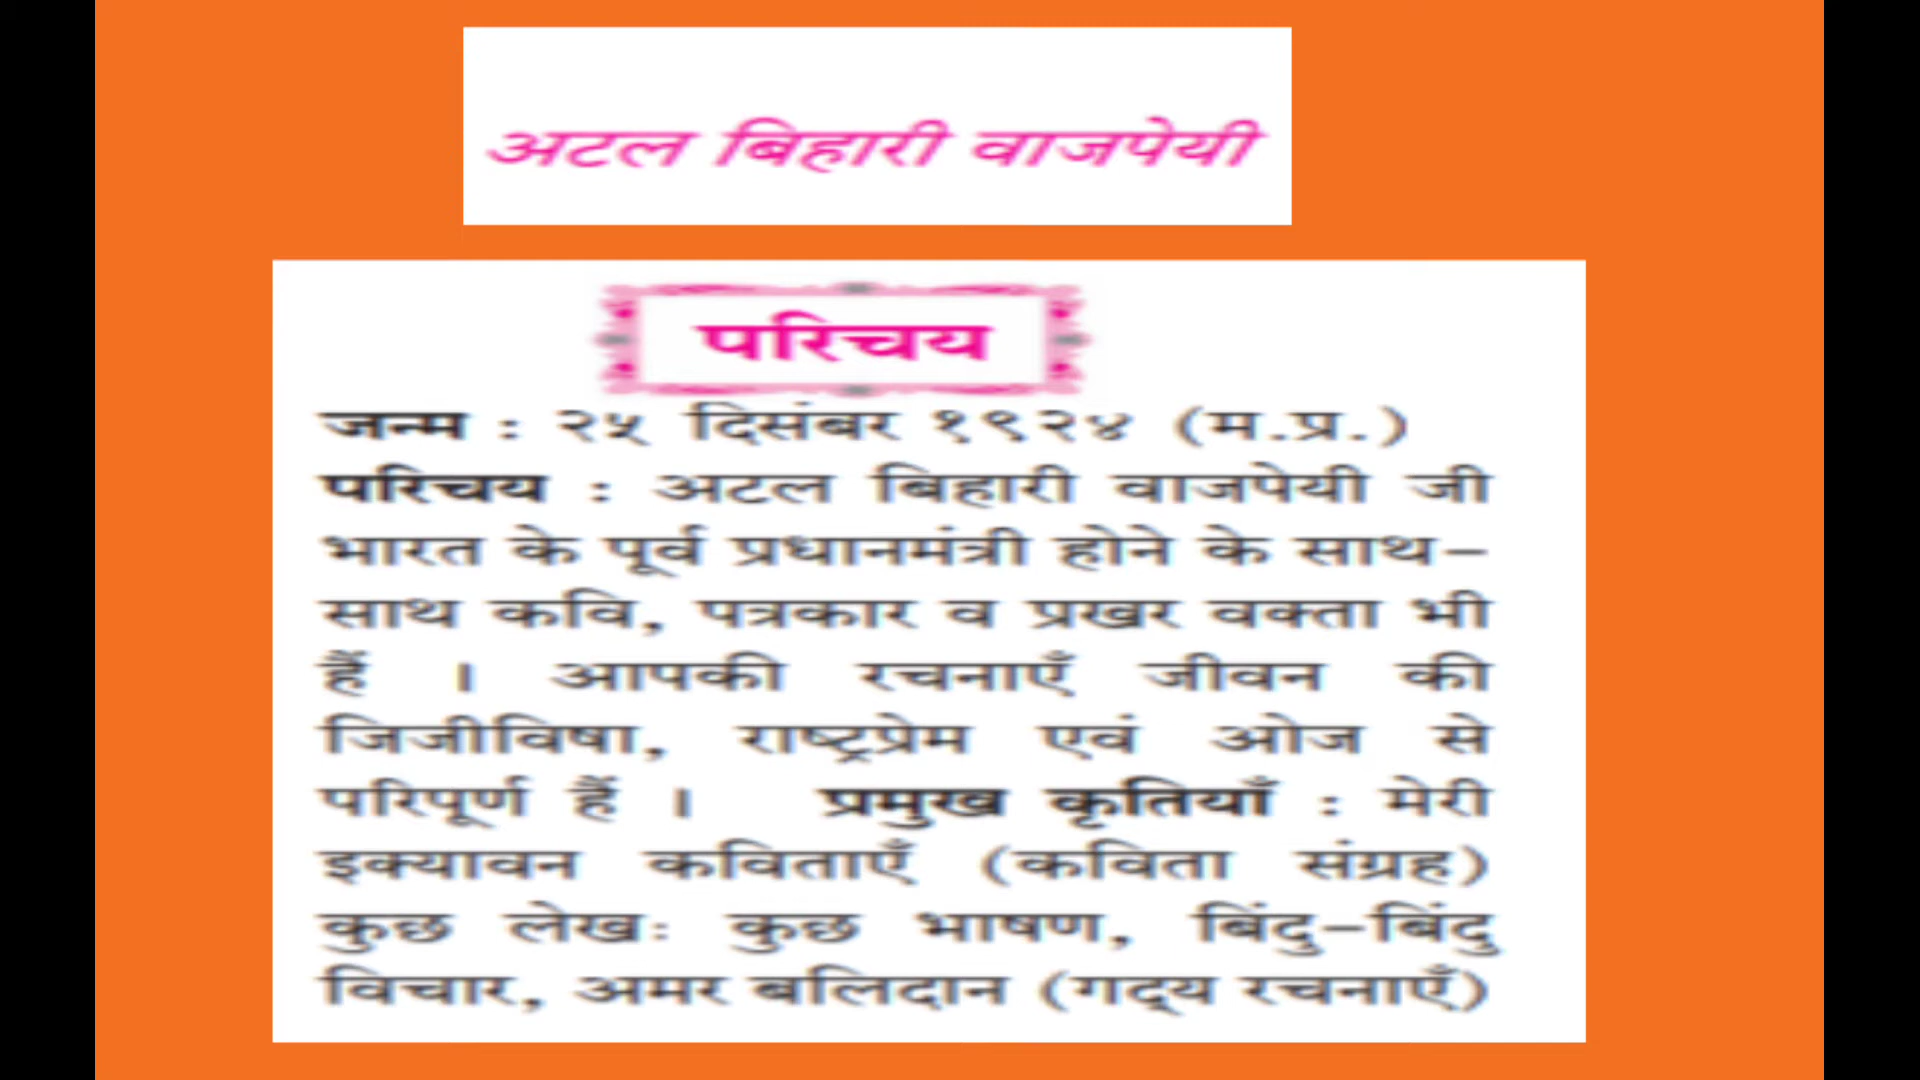 अटल बिहारी वाजपेयी
परिचय
जन्म : २५ दिसंबर १९२४ (म.प्र.)
परिचय : अटल बिहारी वाजपेयी जी
भारत के पूर्व प्रधानमंत्री होने के साथ-
साथ कवि, पत्रकार व प्रखर वक्ता भी
हैं । आपकी रचनाएँ जीवन की
जिजीविषा, राष्ट्रप्रेम एवं ओज से
परिपूर्ण हैं । प्रमुख कृतियाँ : मेरी
इक्यावन कविताएँ (कविता संग्रह)
कुछ लेखः कुछ भाषण, बिंदु-बिंदु
विचार, अमर बलिदान (गद्‍य रचनाएँ)